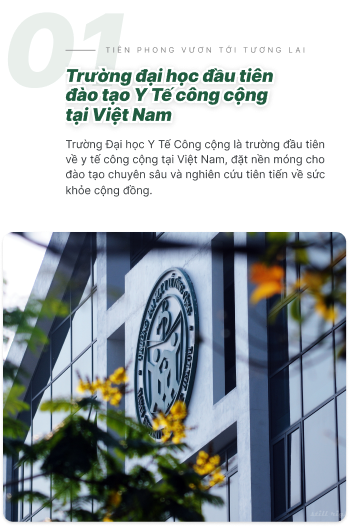 01
TIÊN PHONG VƯƠN TỚI TƯƠNG LAI
Trường đại học đầu tiên
đào tạo Y Tế công cộng
tại Việt Nam
Trường Đại học Y Tế Công cộng là trường đầu tiên
về y tế công cộng tại Việt Nam, đặt nền móng cho
đào tạo chuyên sâu và nghiên cứu tiên tiến về sức
khỏe cộng đồng.